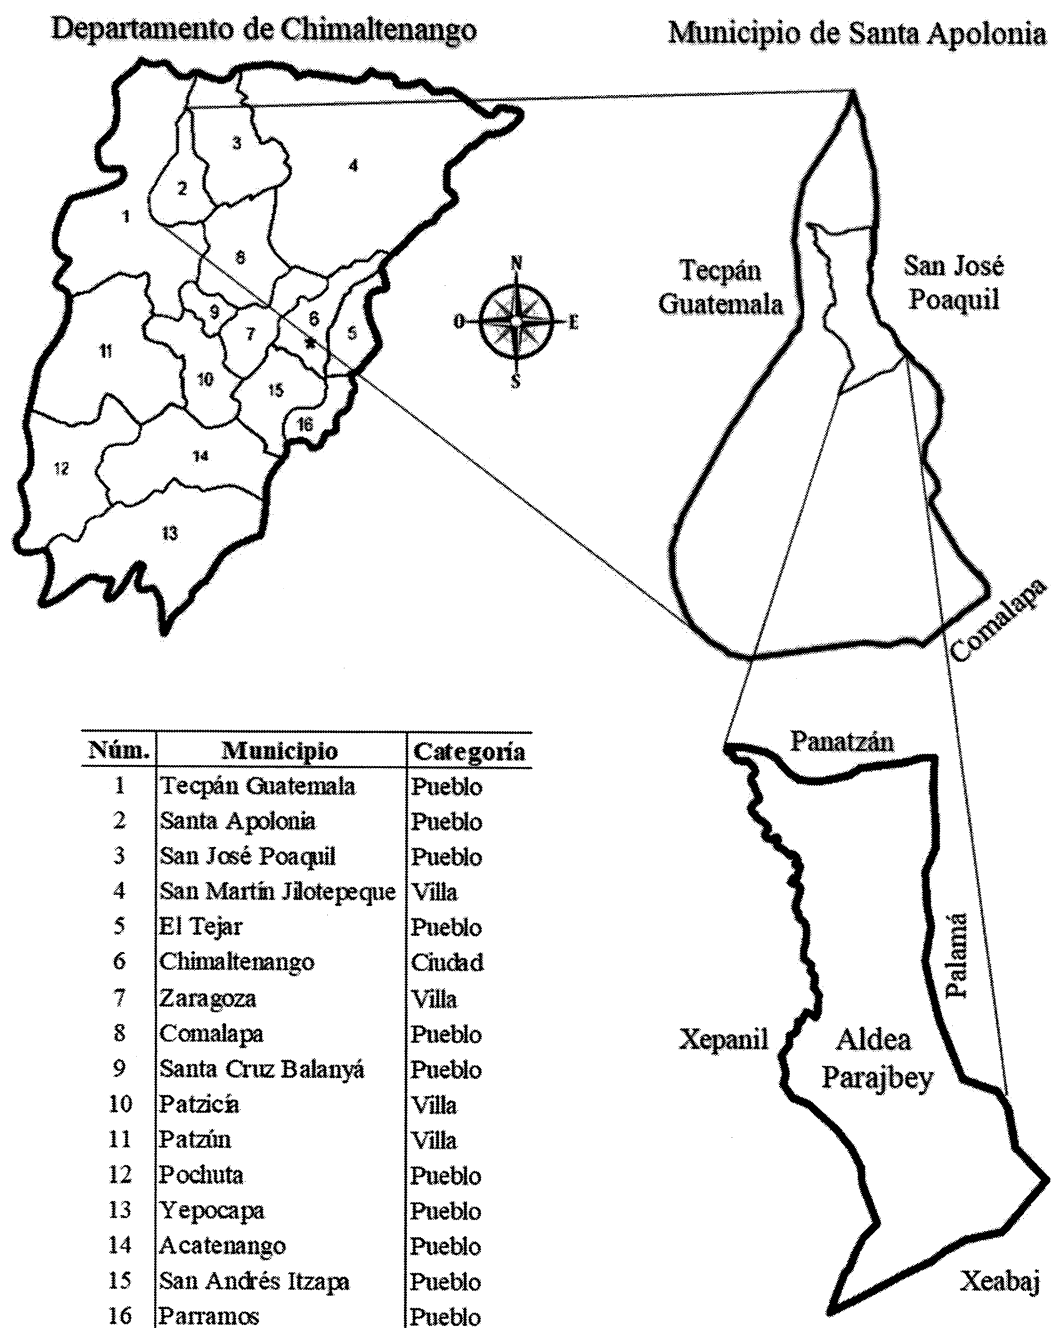 Departamento de Chimaltenango
Municipio de Santa Apolonia
3
4
2
1
8
6
9
7
5
11
10
15
16
12
14
13
*
N
O
E
S
Tecpán
Guatemala
San José
Poaquil
Comalapa
Núm. Municipio Categoría
1 Tecpán Guatemala Pueblo
2 Santa Apolonia Pueblo
3 San José Poaquil Pueblo
4 San Martín Jilotepeque Villa
5 El Tejar Pueblo
6 Chimaltenango Ciudad
7 Zaragoza Villa
8 Comalapa Pueblo
9 Santa Cruz Balanyá Pueblo
10 Patzicía Villa
11 Patzún Villa
12 Pochuta Pueblo
13 Yepocapa Pueblo
14 Acatenango Pueblo
15 San Andrés Itzapa Pueblo
16 Parramos Pueblo
Panatzán
Palamá
Xepanil
Aldea
Parajbey
Xeabaj